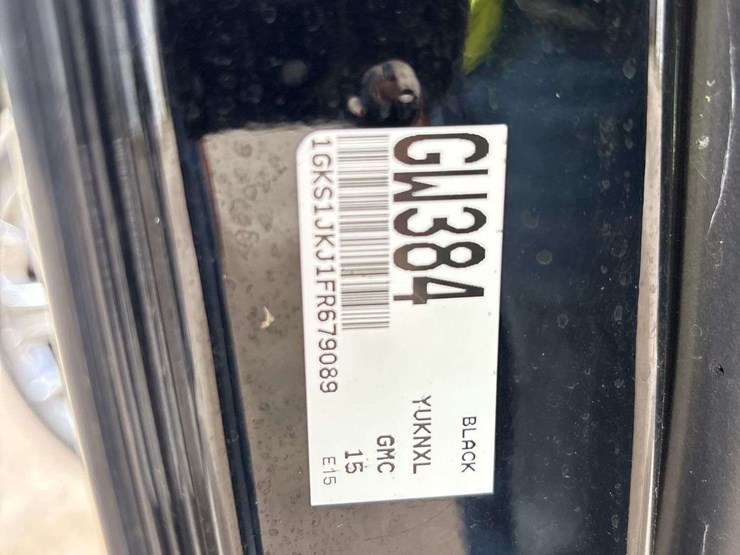 GW384 BLACK
YUKNXL
GMC
15
1GKS1JKJ1FR679089 E15